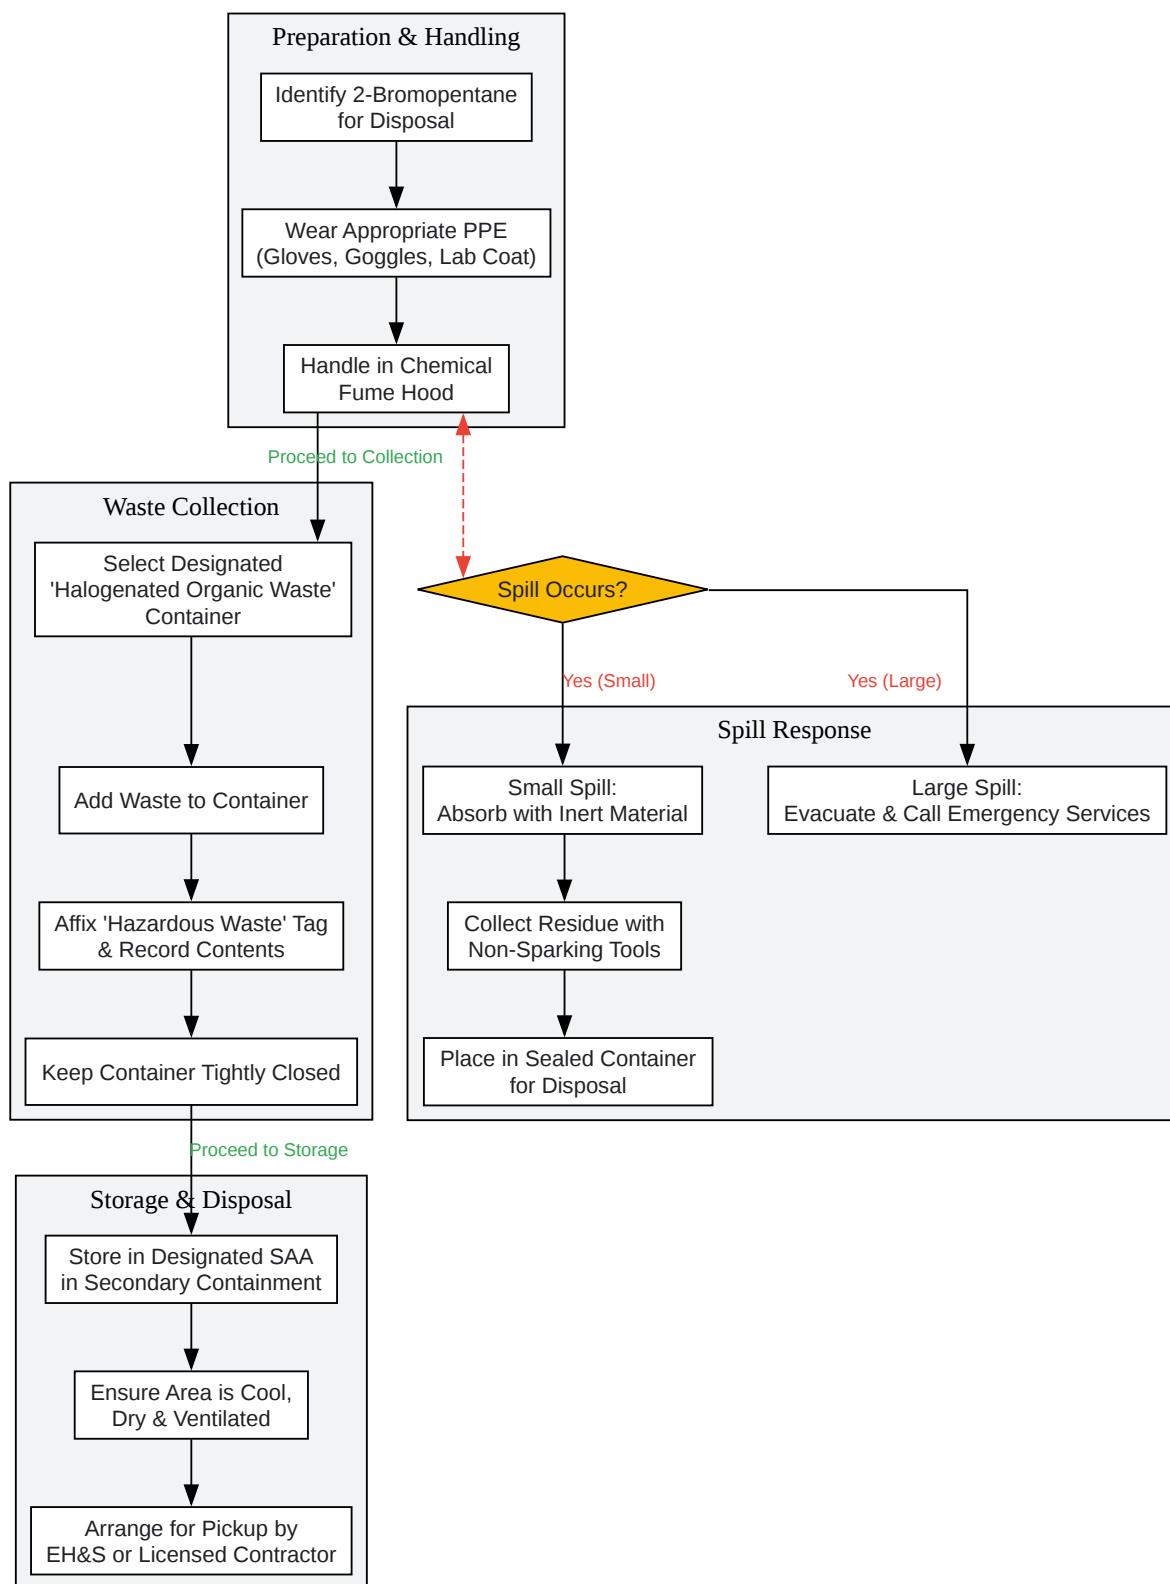 Preparation & Handling
Identify 2-Bromopentane
for Disposal
Wear Appropriate PPE
(Gloves, Goggles, Lab Coat)
Handle in Chemical
Fume Hood
Proceed to Collection
Waste Collection
Select Designated
'Halogenated Organic Waste'
Container
Add Waste to Container
Affix 'Hazardous Waste' Tag
& Record Contents
Keep Container Tightly Closed
Spill Occurs?
Yes (Small)
Yes (Large)
Spill Response
Small Spill:
Absorb with Inert Material
Large Spill:
Evacuate & Call Emergency Services
Collect Residue with
Non-Sparking Tools
Place in Sealed Container
for Disposal
Proceed to Storage
Storage & Disposal
Store in Designated SAA
in Secondary Containment
Ensure Area is Cool,
Dry & Ventilated
Arrange for Pickup by
EH&S or Licensed Contractor